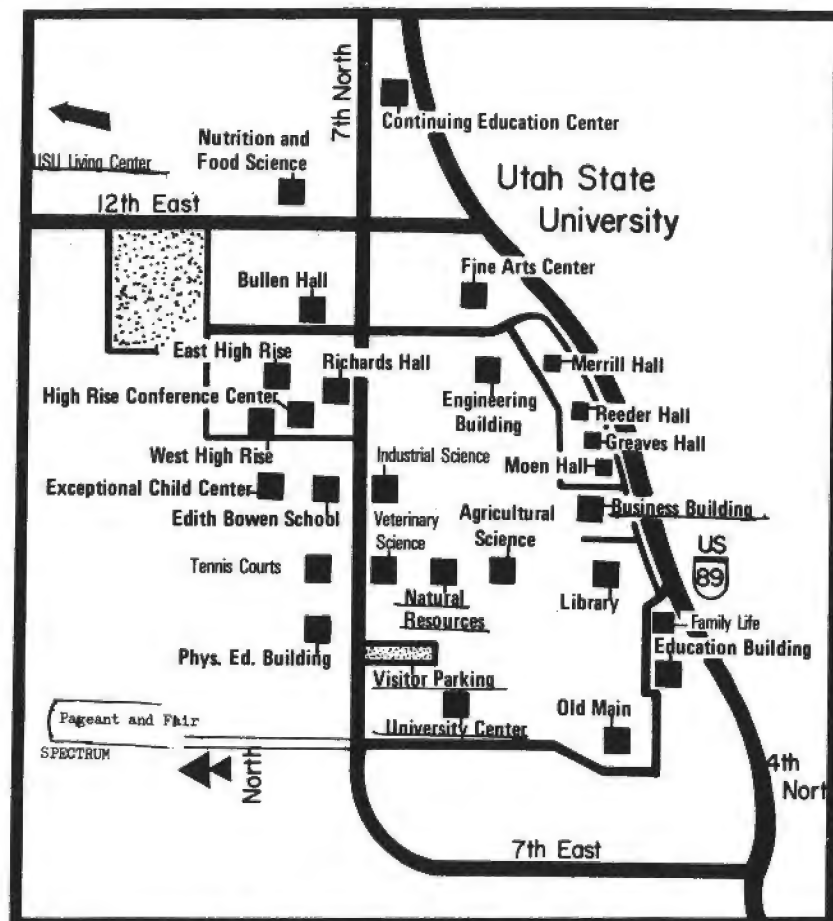 7th North
Continuing Education Center
Nutrition and
Food Science
USU Living Center
12th East
Utah State
University
Fine Arts Center
Bullen Hall
East High Rise
Richards Hall
Merrill Hall
High Rise Conference Center
Engineering
Building
Reeder Hall
Greaves Hall
West High Rise
Industrial Science
Moen Hall
Exceptional Child Center
Edith Bowen School
Veterinary
Science
Agricultural
Science
Business Building
US
89
Tennis Courts
Natural
Resources
Library
Family Life
Education Building
Phys. Ed. Building
Visitor Parking
Pageant and Fair
University Center
Old Main
SPECTRUM
North
4th
North
7th East